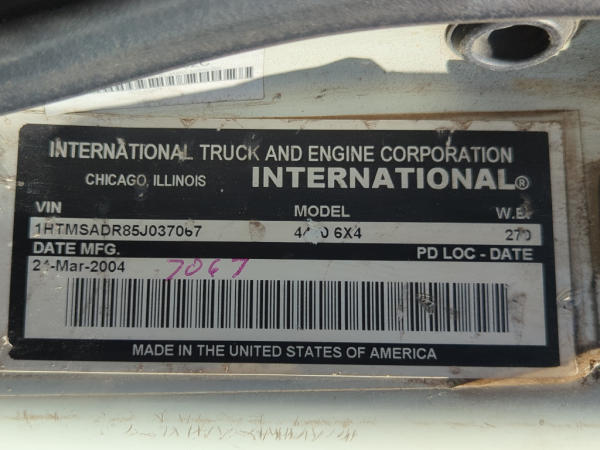 INTERNATIONAL TRUCK AND ENGINE CORPORATION
CHICAGO, ILLINOIS INTERNATIONAL®
VIN MODEL W.B.
1HTMSADR85J037067 6X4 270
DATE MFG. PD LOC - DATE
-Mar-2004 7067
MADE IN THE UNITED STATES OF AMERICA